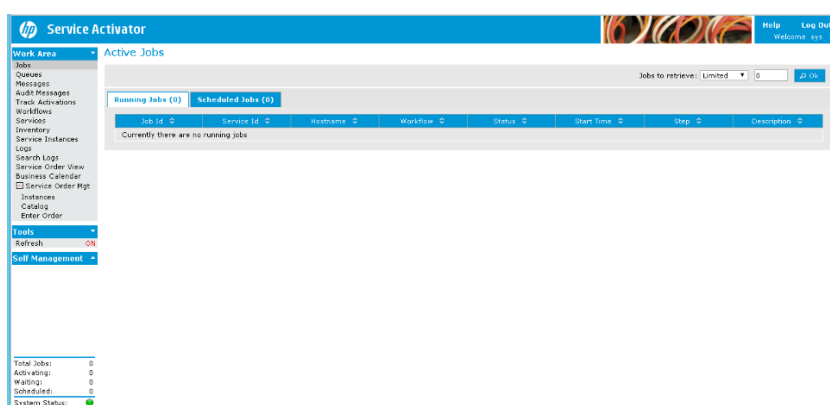 hp Service Activator
Help Log Out
Welcome sys
Work Area
Jobs
Queues
Messages
Audit Messages
Track Activations
Workflows
Services
Inventory
Service Instances
Logs
Search Logs
Service Order View
Business Calendar
Service Order Mgt
Instances
Catalog
Enter Order
Tools
Refresh ON
Self Management
Total Jobs: 0
Activating: 0
Waiting: 0
Scheduled: 0
System Status:
Active Jobs
Jobs to retrieve: Limited 0 Ok
Running Jobs (0) Scheduled Jobs (0)
Job Id Service Id Hostname Workflow Status Start Time Step Description
Currently there are no running jobs